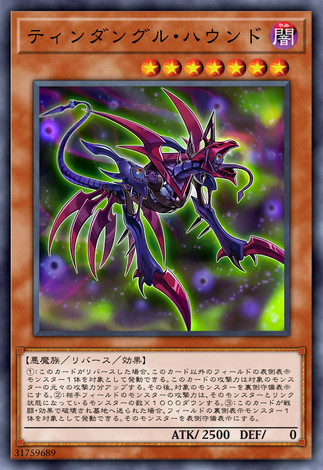 ティンダングル・ハウンド
やみ
闇
【悪魔族／リバース／効果】
①：このカードがリバースした場合、このカード以外のフィールドの表側表示
モンスター１体を対象として発動できる。このカードの攻撃力は対象のモンス
ターの元々の攻撃力分アップする。その後、対象のモンスターを裏側守備表示
にする。②：相手フィールドのモンスターの攻撃力は、そのモンスターとリンク
状態になっているモンスターの数×１０００ダウンする。③：このカードが戦
闘・効果で破壊され墓地へ送られた場合、フィールドの裏側表示モンスター１
体を対象として発動できる。そのモンスターを表側守備表示にする。
ATK/ 2500 DEF/ 0
31759689